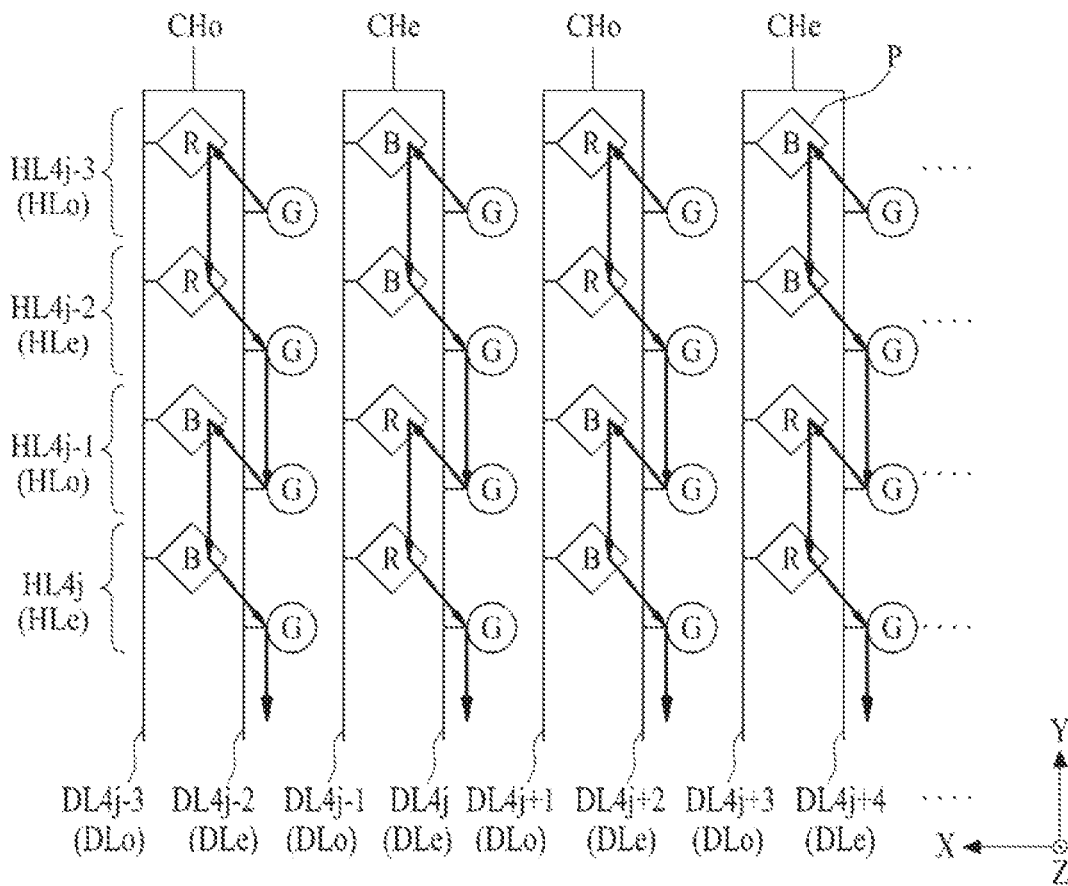 CHo CHe CHo CHe
P
R B R B
HL4j-3
(HLo)
G G G G
R B R B
HL4j-2
(HLe)
G G G G
B R B R
HL4j-1
(HLo)
G G G G
B R B R
HL4j
(HLe)
G G G G
DL4j-3 DL4j-2 DL4j-1 DL4j DL4j+1 DL4j+2 DL4j+3 DL4j+4
(DLo) (DLe) (DLo) (DLe) (DLo) (DLe) (DLo) (DLe)
Y
X
Z